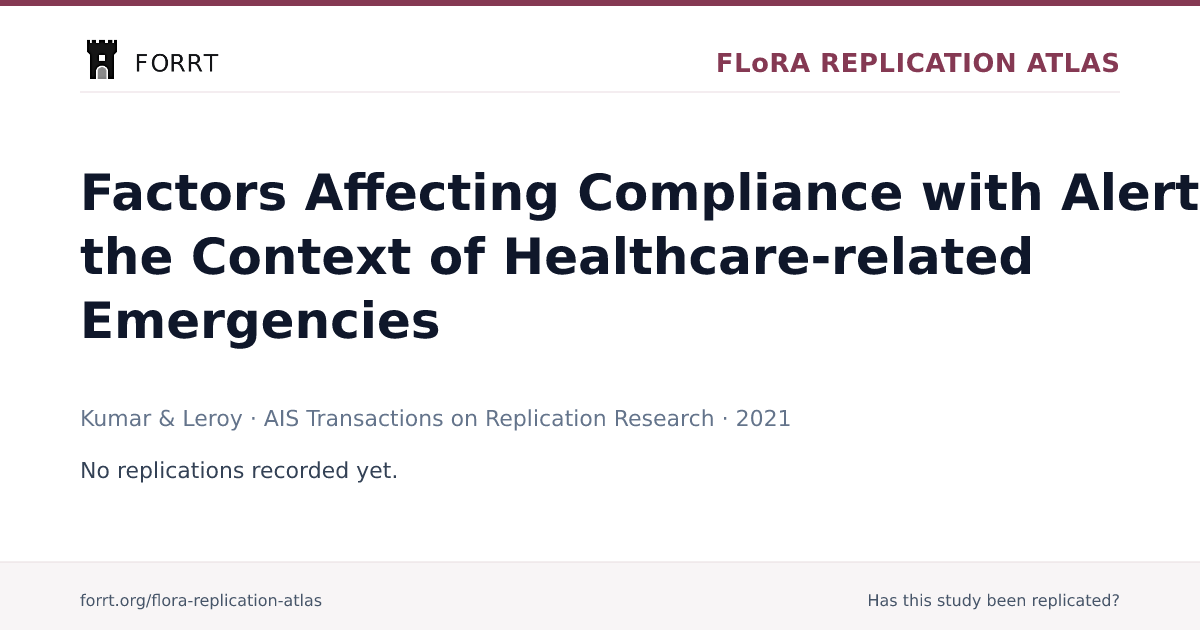 FORRT
FLoRA REPLICATION ATLAS
Factors Affecting Compliance with Alert
the Context of Healthcare-related
Emergencies
Kumar & Leroy · AIS Transactions on Replication Research · 2021
No replications recorded yet.
forrt.org/flora-replication-atlas
Has this study been replicated?